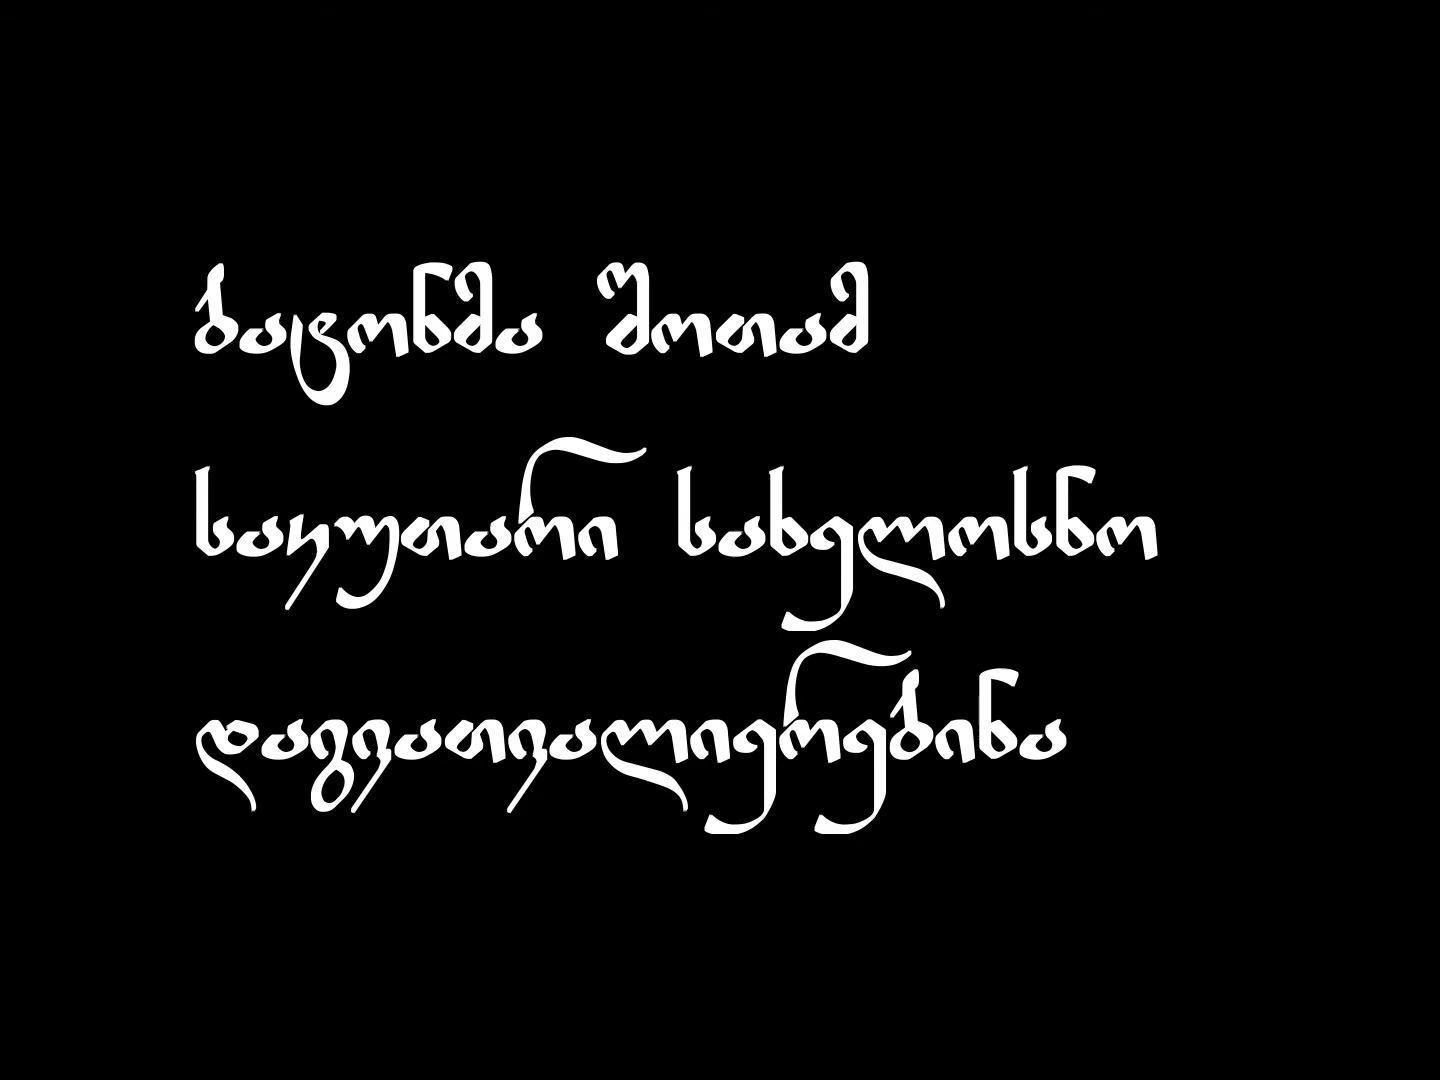 ბატონმა შოთამ
საკუთარი სახელოსნო
დაგვათვალიერებინა